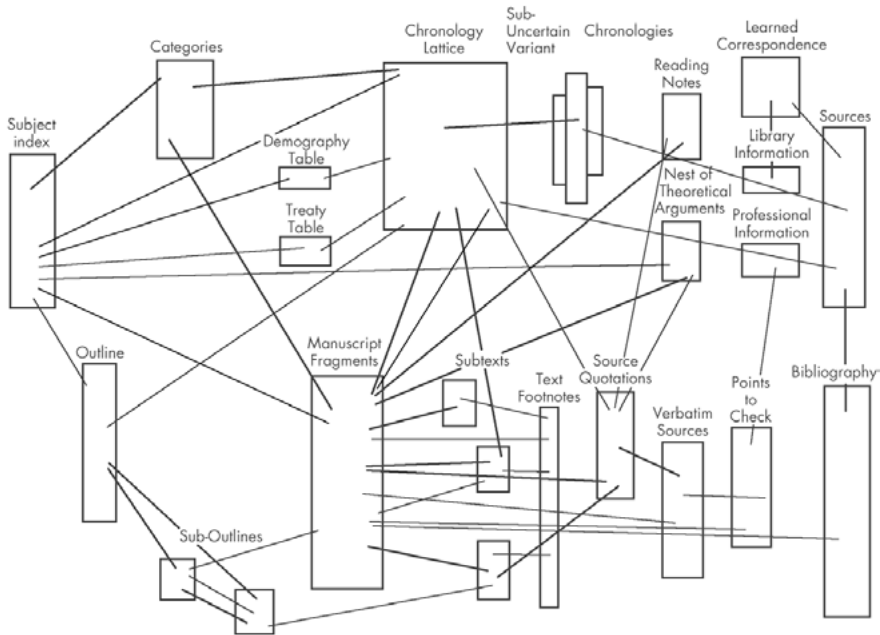 Categories
Chronology
Lattice
Sub-
Uncertain
Variant
Chronologies
Learned
Correspondence
Reading
Notes
Sources
Subject
index
Demography
Table
Library
Information
Nest of
Theoretical
Arguments
Treaty
Table
Professional
Information
Outline
Manuscript
Fragments
Subtexts
Text
Footnotes
Source
Quotations
Points
to
Check
Bibliography
Verbatim
Sources
Sub-Outlines